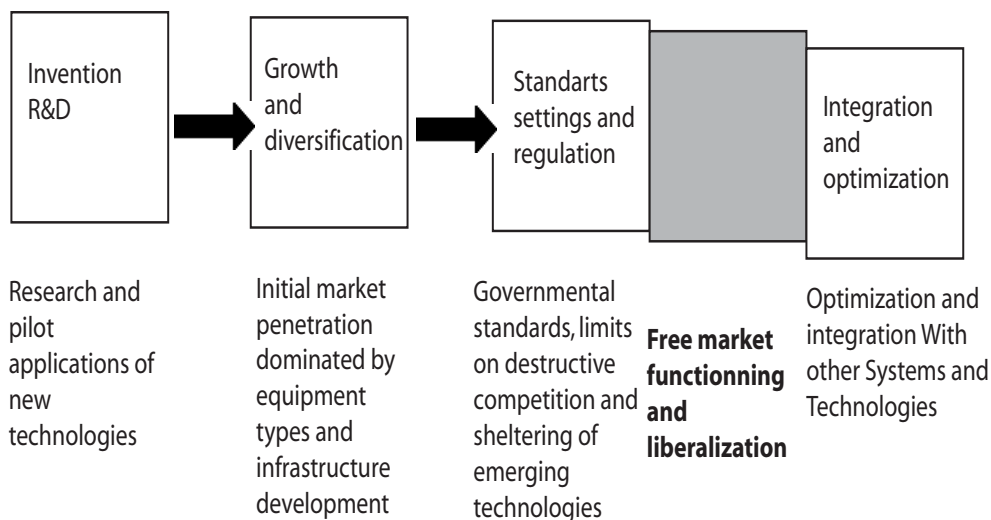 Invention
R&D
Growth
and
diversification
Standarts
settings and
regulation
Integration
and
optimization
Research and
pilot
applications of
new
technologies
Initial market
penetration
dominated by
equipment
types and
infrastructure
development
Governmental
standards, limits
on destructive
competition and
sheltering of
emerging
technologies
Free market
functionning
and
liberalization
Optimization and
integration With
other Systems and
Technologies